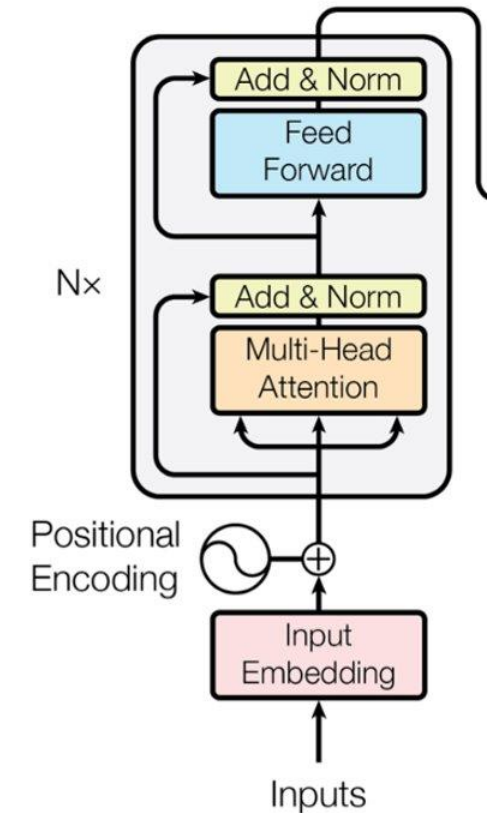 Add & Norm
Feed
Forward
N×
Add & Norm
Multi-Head
Attention
Positional
Encoding
Input
Embedding
Inputs